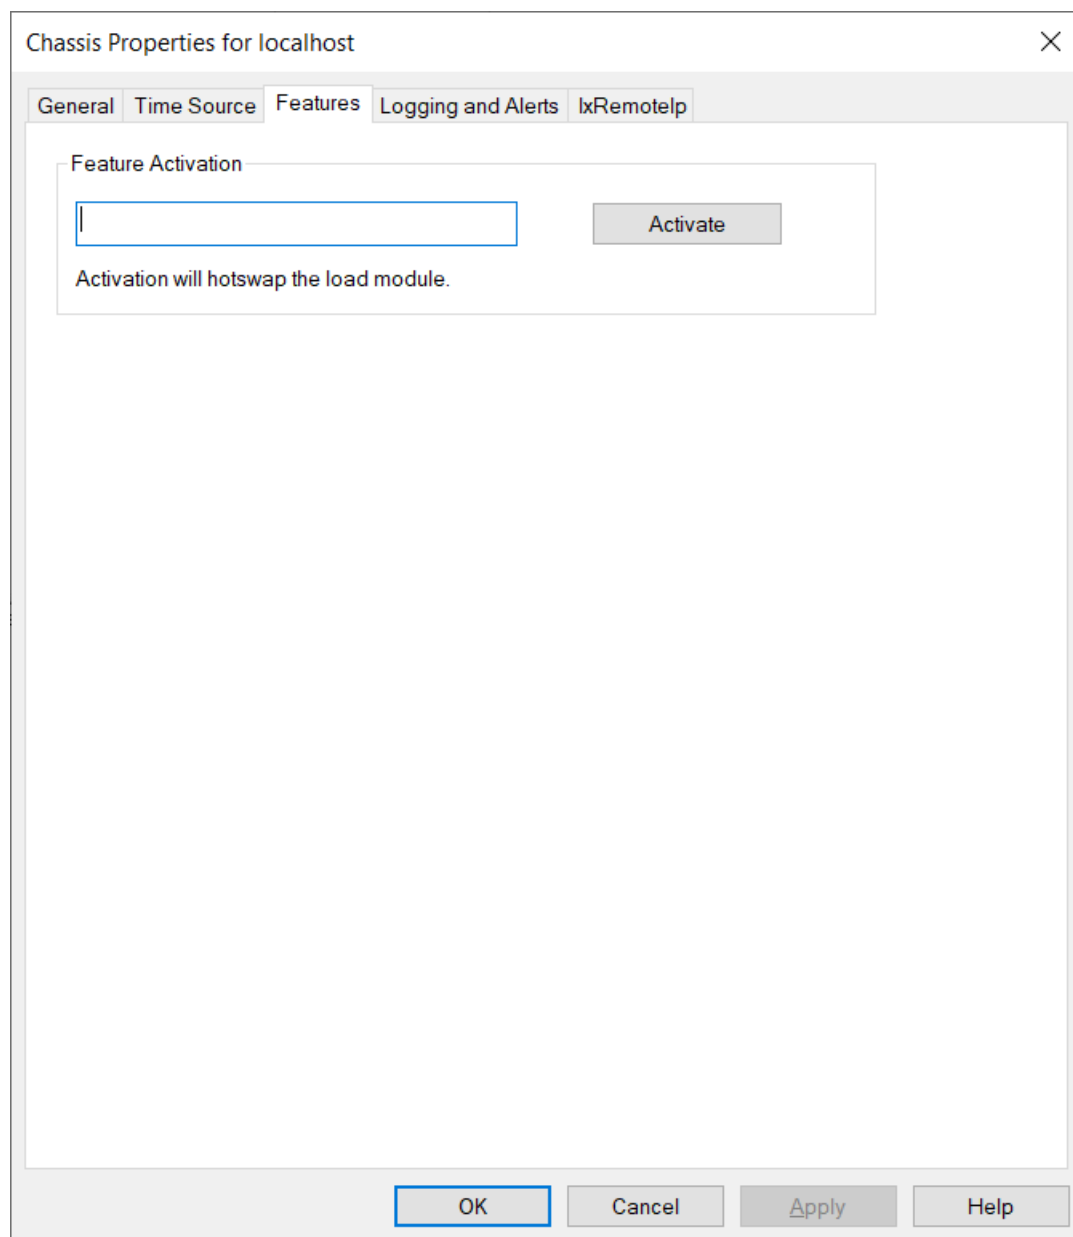 Chassis Properties for localhost
General Time Source Features Logging and Alerts IxRemoteIp
Feature Activation
Activate
Activation will hotswap the load module.
OK Cancel Apply Help